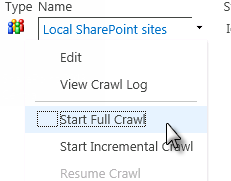 Type Name
Local SharePoint sites
Edit
View Crawl Log
Start Full Crawl
Start Incremental Crawl
Resume Crawl